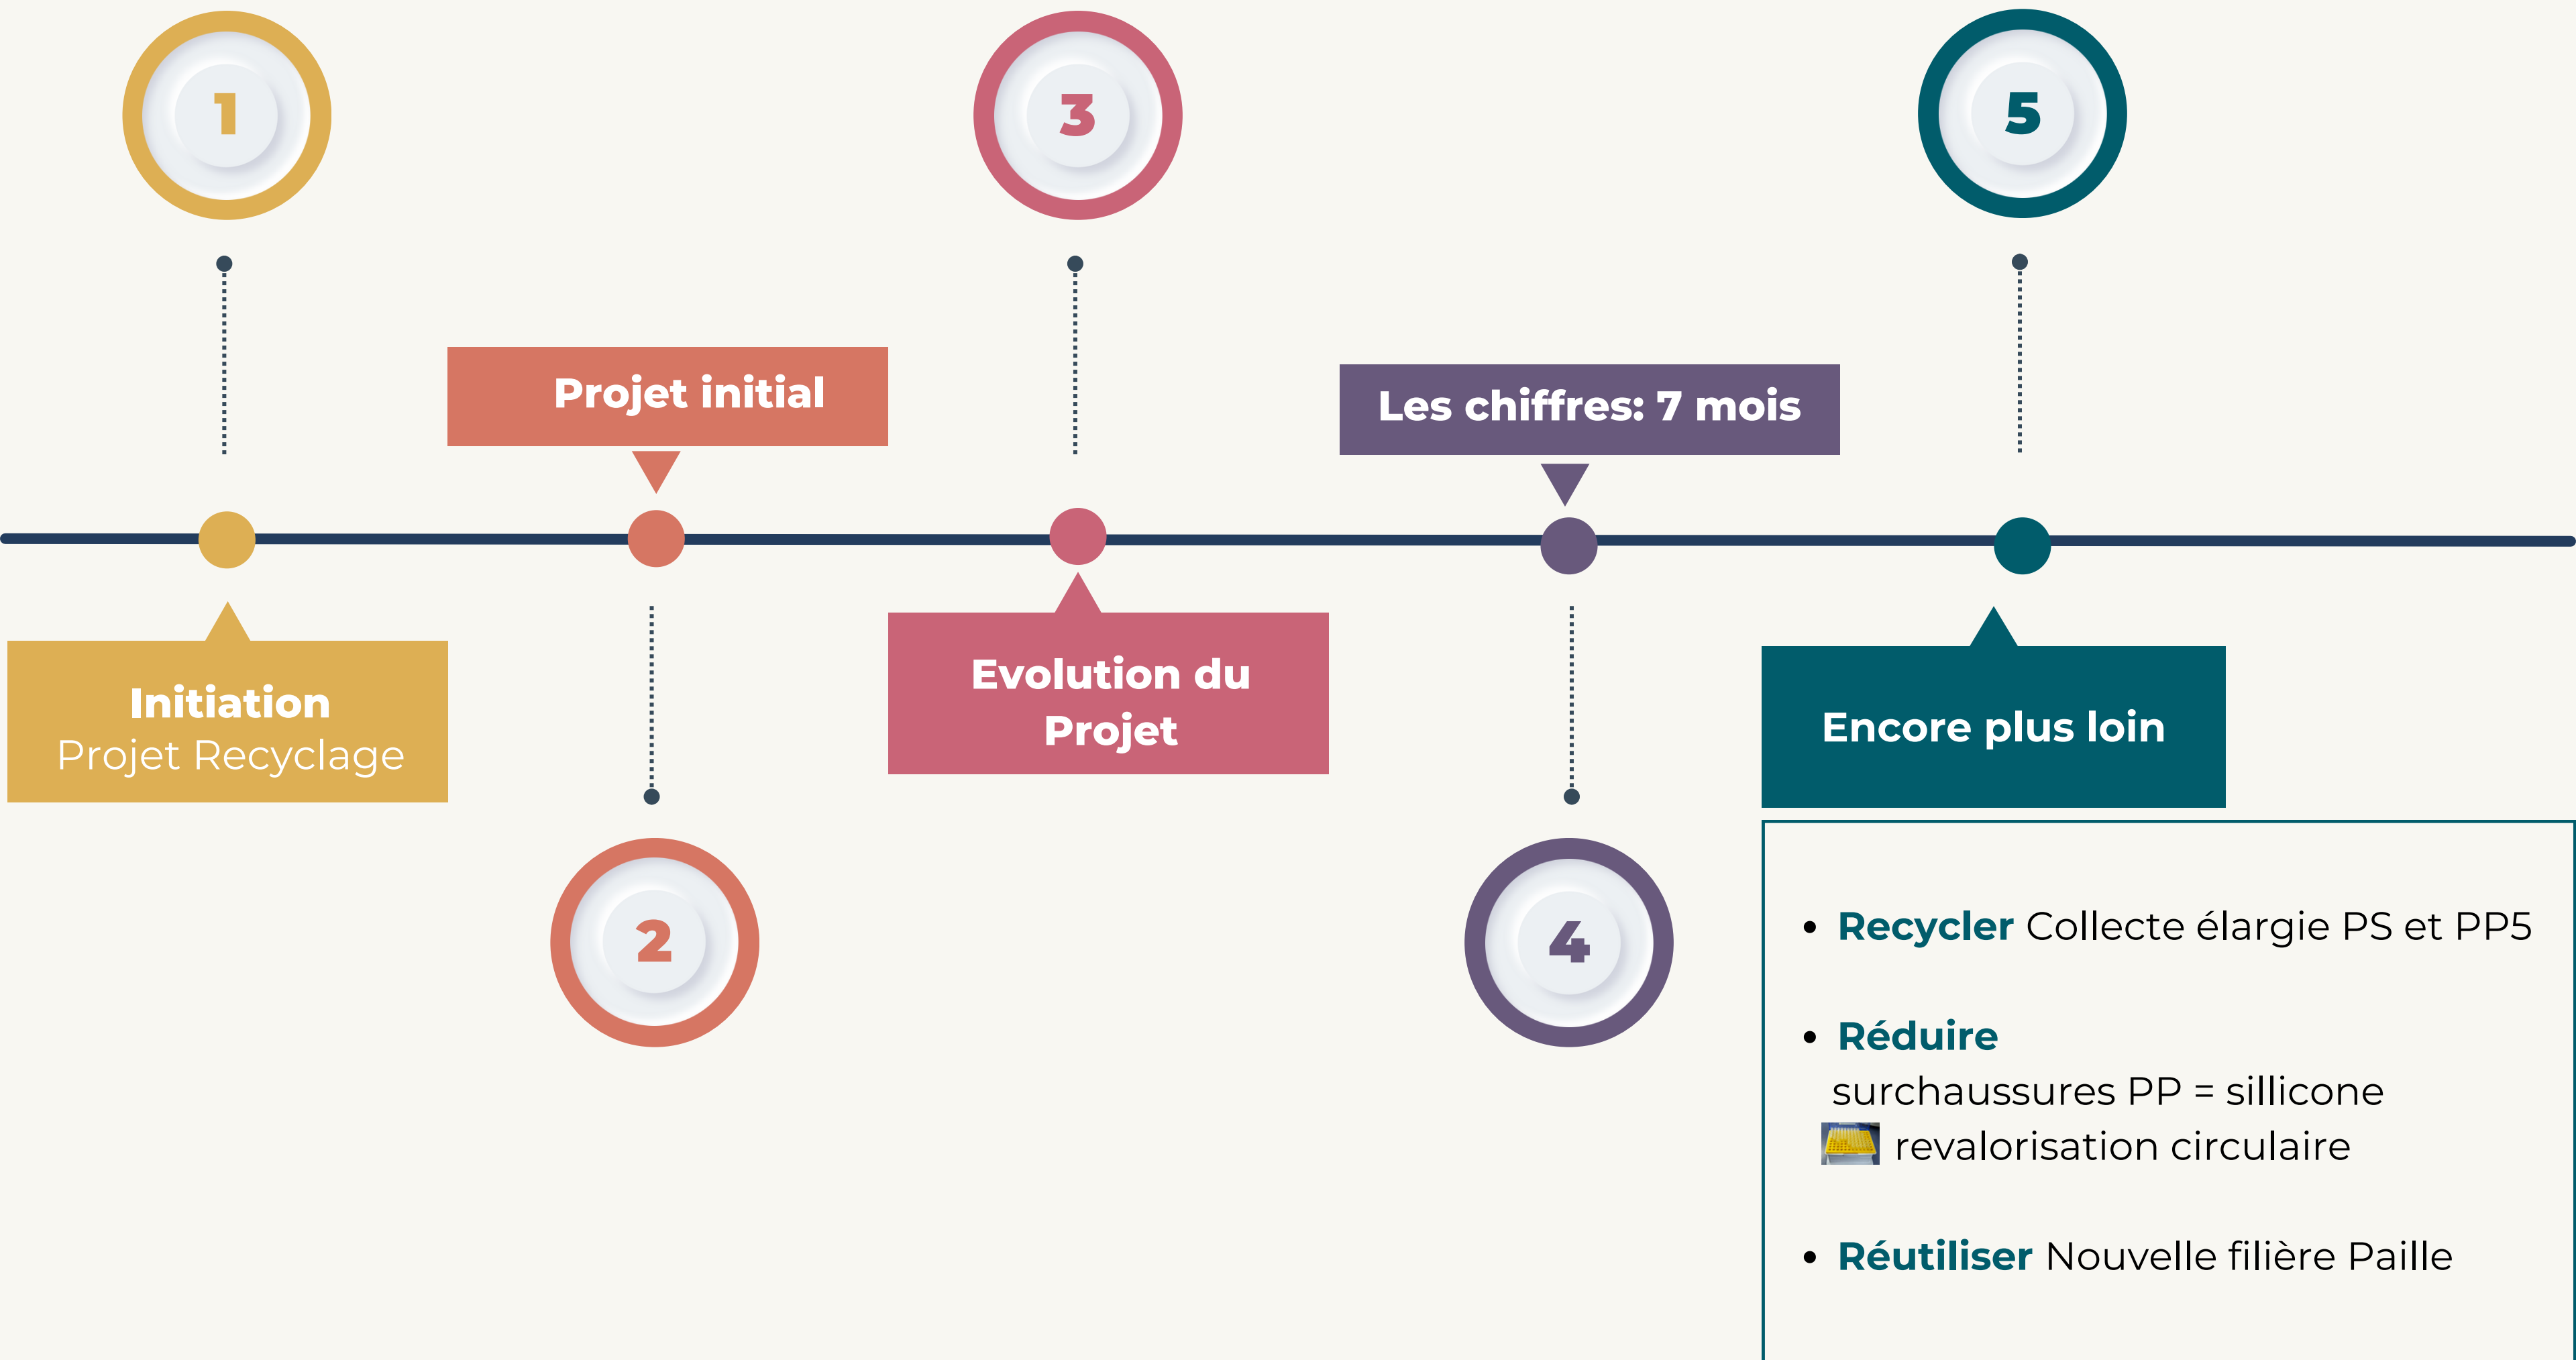 1
3
5
Projet initial
Les chiffres: 7 mois
Initiation
Projet Recyclage
Evolution du
Projet
Encore plus loin
2
4
• Recycler Collecte élargie PS et PP5
• Réduire
surchaussures PP = sillicone
revalorisation circulaire
• Réutiliser Nouvelle filière Paille